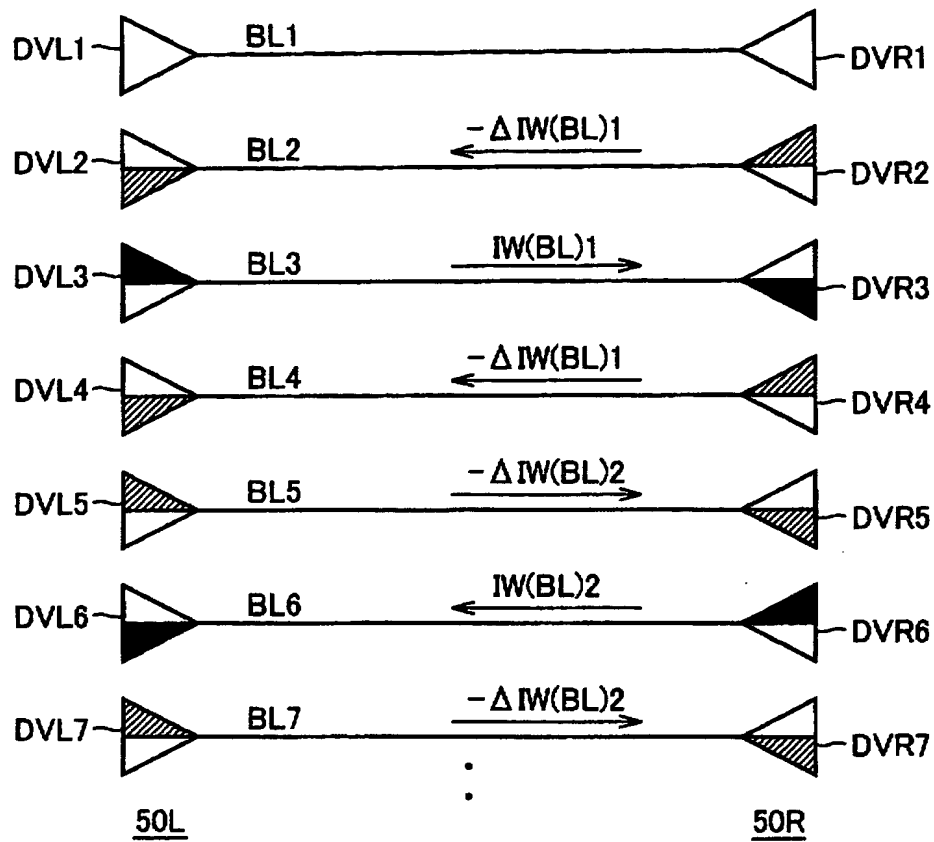 DVL1 BL1 DVR1
-ΔIW(BL)1
DVL2 BL2 DVR2
IW(BL)1
DVL3 BL3 DVR3
-ΔIW(BL)1
DVL4 BL4 DVR4
-ΔIW(BL)2
DVL5 BL5 DVR5
IW(BL)2
DVL6 BL6 DVR6
-ΔIW(BL)2
DVL7 BL7 DVR7
50L 50R